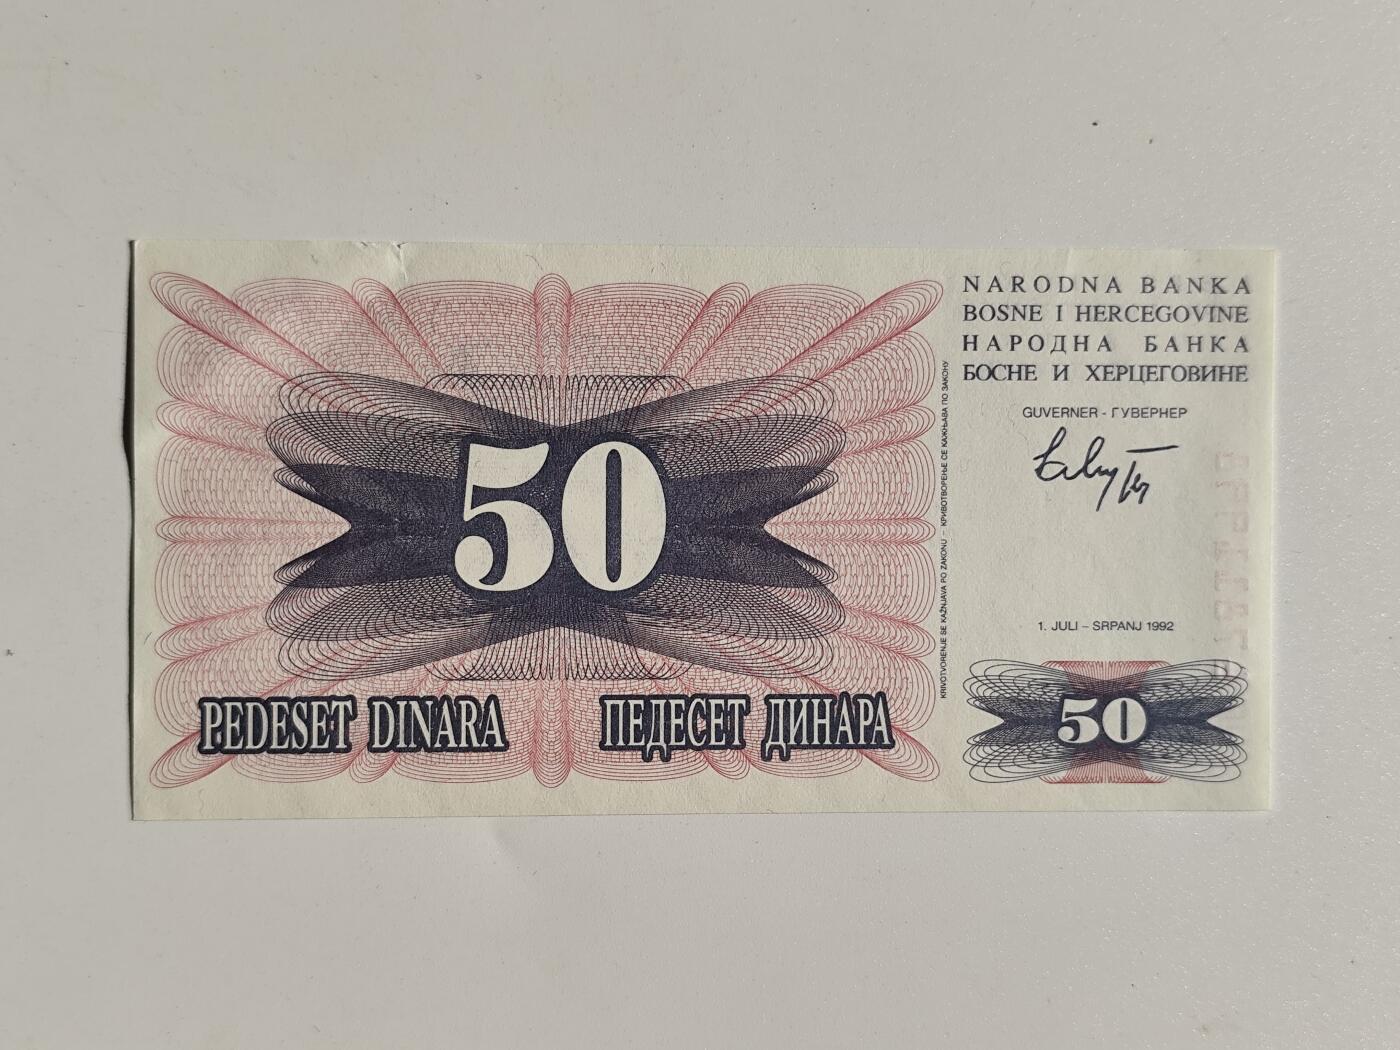 NARODNA BANKA
BOSNE I HERCEGOVINE
НАРОДНА БАНКА
БОСНЕ И ХЕРЦЕГОВИНЕ
GUVERNER - ГУВЕРНЕР
50
KRIVOTVORENJE SE KAŽNJAVA PO ZAKONU - КРИВОТВОРЕЊЕ СЕ КАЖЊАВА ПО ЗАКОНУ
1. JULI – SRPANJ 1992
PEDESET DINARA ПЕДЕСЕТ ДИНАРА
50